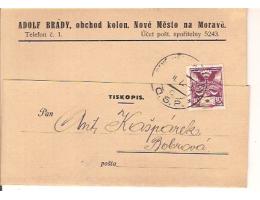 ADOLF BRÁDY, obchod kolon. Nové Město na Moravě.
Telefon č. 1. Účet pošt. spořitelny 5243.
TISKOPIS.
Pan
Ant. Kašpárek
Bobrová
pošta